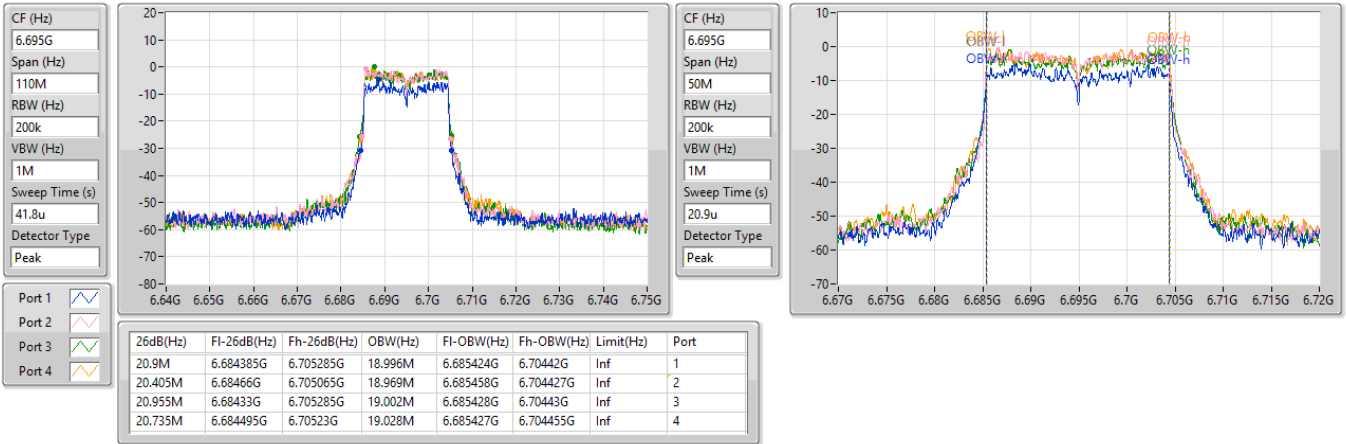 CF (Hz)
6.695G
Span (Hz)
110M
RBW (Hz)
200k
VBW (Hz)
1M
Sweep Time (s)
41.8u
Detector Type
Peak
20
10
0
-10
-20
-30
-40
-50
-60
-70
-80
6.64G 6.65G 6.66G 6.67G 6.68G 6.69G 6.7G 6.71G 6.72G 6.73G 6.74G 6.75G
CF (Hz)
6.695G
Span (Hz)
50M
RBW (Hz)
200k
VBW (Hz)
1M
Sweep Time (s)
20.9u
Detector Type
Peak
10
0
-10
-20
-30
-40
-50
-60
-70
OBW-l OBW-h
OBW-h
OBW-l OBW-h
6.67G 6.675G 6.68G 6.685G 6.69G 6.695G 6.7G 6.705G 6.71G 6.715G 6.72G
Port 1
Port 2
Port 3
Port 4
26dB(Hz) Fl-26dB(Hz) Fh-26dB(Hz) OBW(Hz) Fl-OBW(Hz) Fh-OBW(Hz) Limit(Hz) Port
20.9M 6.684385G 6.705285G 18.996M 6.685424G 6.70442G Inf 1
20.405M 6.68466G 6.705065G 18.969M 6.685458G 6.704427G Inf 2
20.955M 6.68433G 6.705285G 19.002M 6.685428G 6.70443G Inf 3
20.735M 6.684495G 6.70523G 19.028M 6.685427G 6.704455G Inf 4